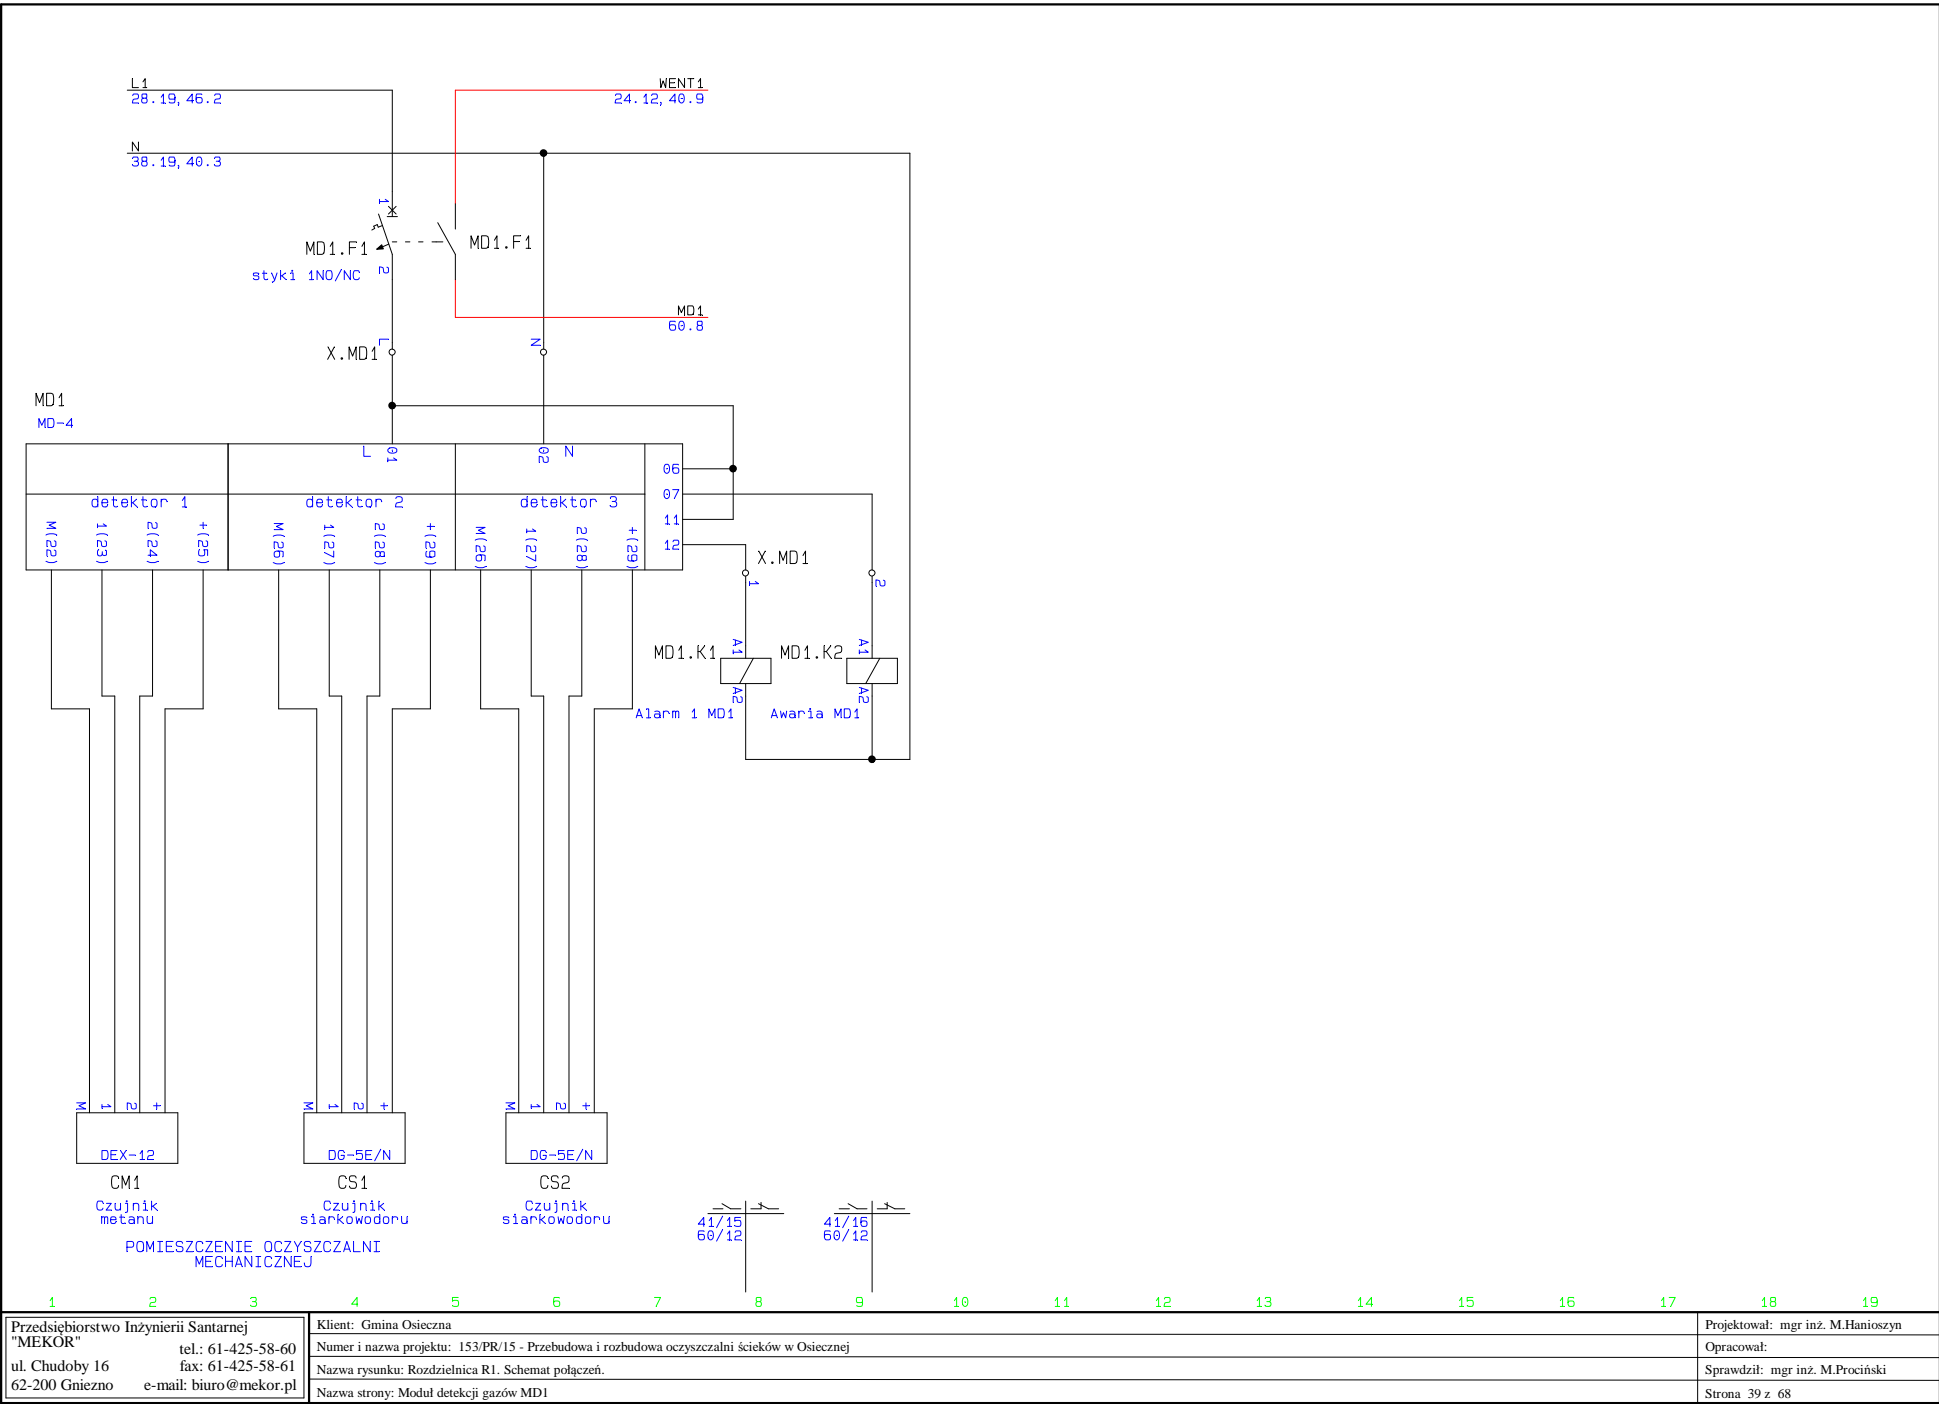 L1
28.19, 46.2
WENT1
24.12, 40.9
N
38.19, 40.3
1
MD1.F1
MD1.F1
styki 1NO/NC
2
MD1
60.8
L
X.MD1
N
MD1
MD-4
L 01
02 N
06
07
11
12
detektor 1
detektor 2
detektor 3
M(22) 1(23) 2(24) +(25)
M(26) 1(27) 2(28) +(29)
M(26) 1(27) 2(28) +(29)
X.MD1
1
2
MD1.K1
A1
A2
MD1.K2
A1
A2
Alarm 1 MD1
Awaria MD1
M 1 2 +
M 1 2 +
M 1 2 +
DEX-12
DG-5E/N
DG-5E/N
CM1
CS1
CS2
Czujnik
metanu
Czujnik
siarkowodoru
Czujnik
siarkowodoru
POMIESZCZENIE OCZYSZCZALNI
MECHANICZNEJ
41/15
60/12
41/16
60/12
1 2 3 4 5 6 7 8 9 10 11 12 13 14 15 16 17 18 19
Przedsiębiorstwo Inżynierii Santarnej
"MEKOR"
tel.: 61-425-58-60
ul. Chudoby 16
fax: 61-425-58-61
62-200 Gniezno
e-mail: biuro@mekor.pl
Klient: Gmina Osieczna
Numer i nazwa projektu: 153/PR/15 - Przebudowa i rozbudowa oczyszczalni ścieków w Osiecznej
Nazwa rysunku: Rozdzielnica R1. Schemat połączeń.
Nazwa strony: Moduł detekcji gazów MD1
Projektował: mgr inż. M.Hanioszyn
Opracował:
Sprawdził: mgr inż. M.Prociński
Strona 39 z 68